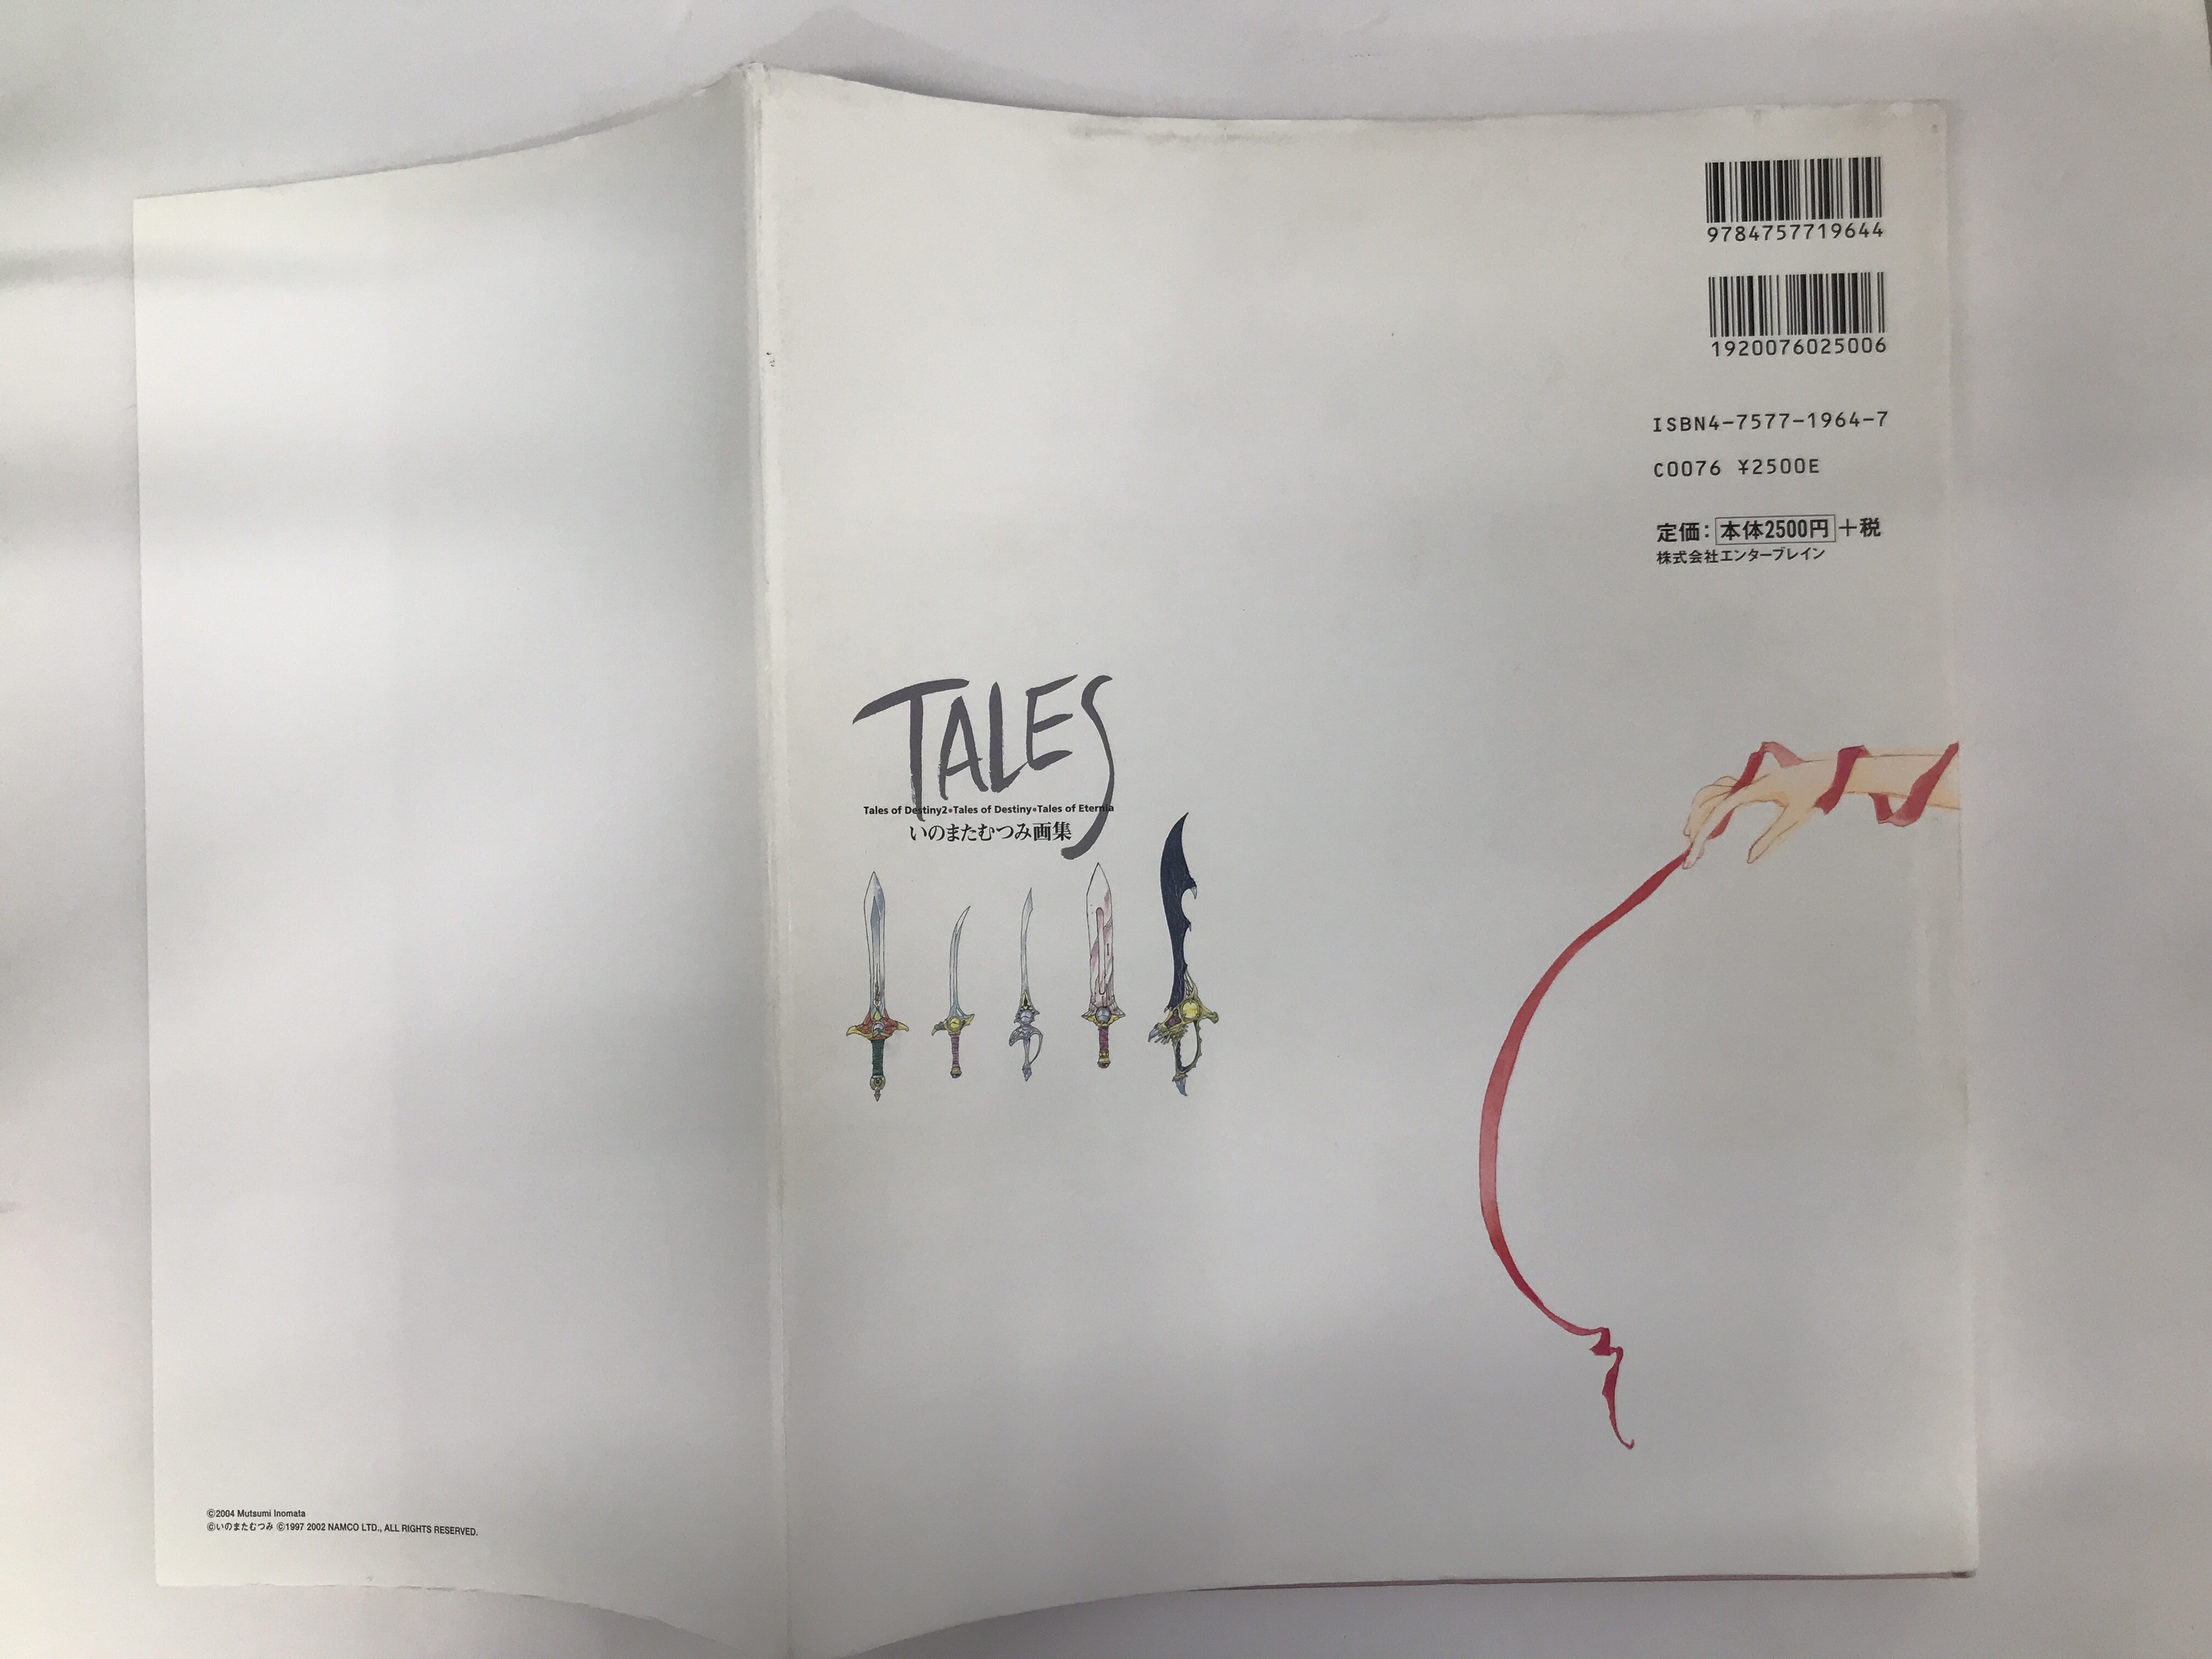 9784757719644
1920076025006
ISBN4-7577-1964-7
C0076 ¥2500E
定価：本体2500円＋税
株式会社エンターブレイン
TALES
Tales of Destiny2•Tales of Destiny•Tales of Eternia
いのまたむつみ画集
©2004 Mutsumi Inomata
©いのまたむつみ ©1997 2002 NAMCO LTD., ALL RIGHTS RESERVED.